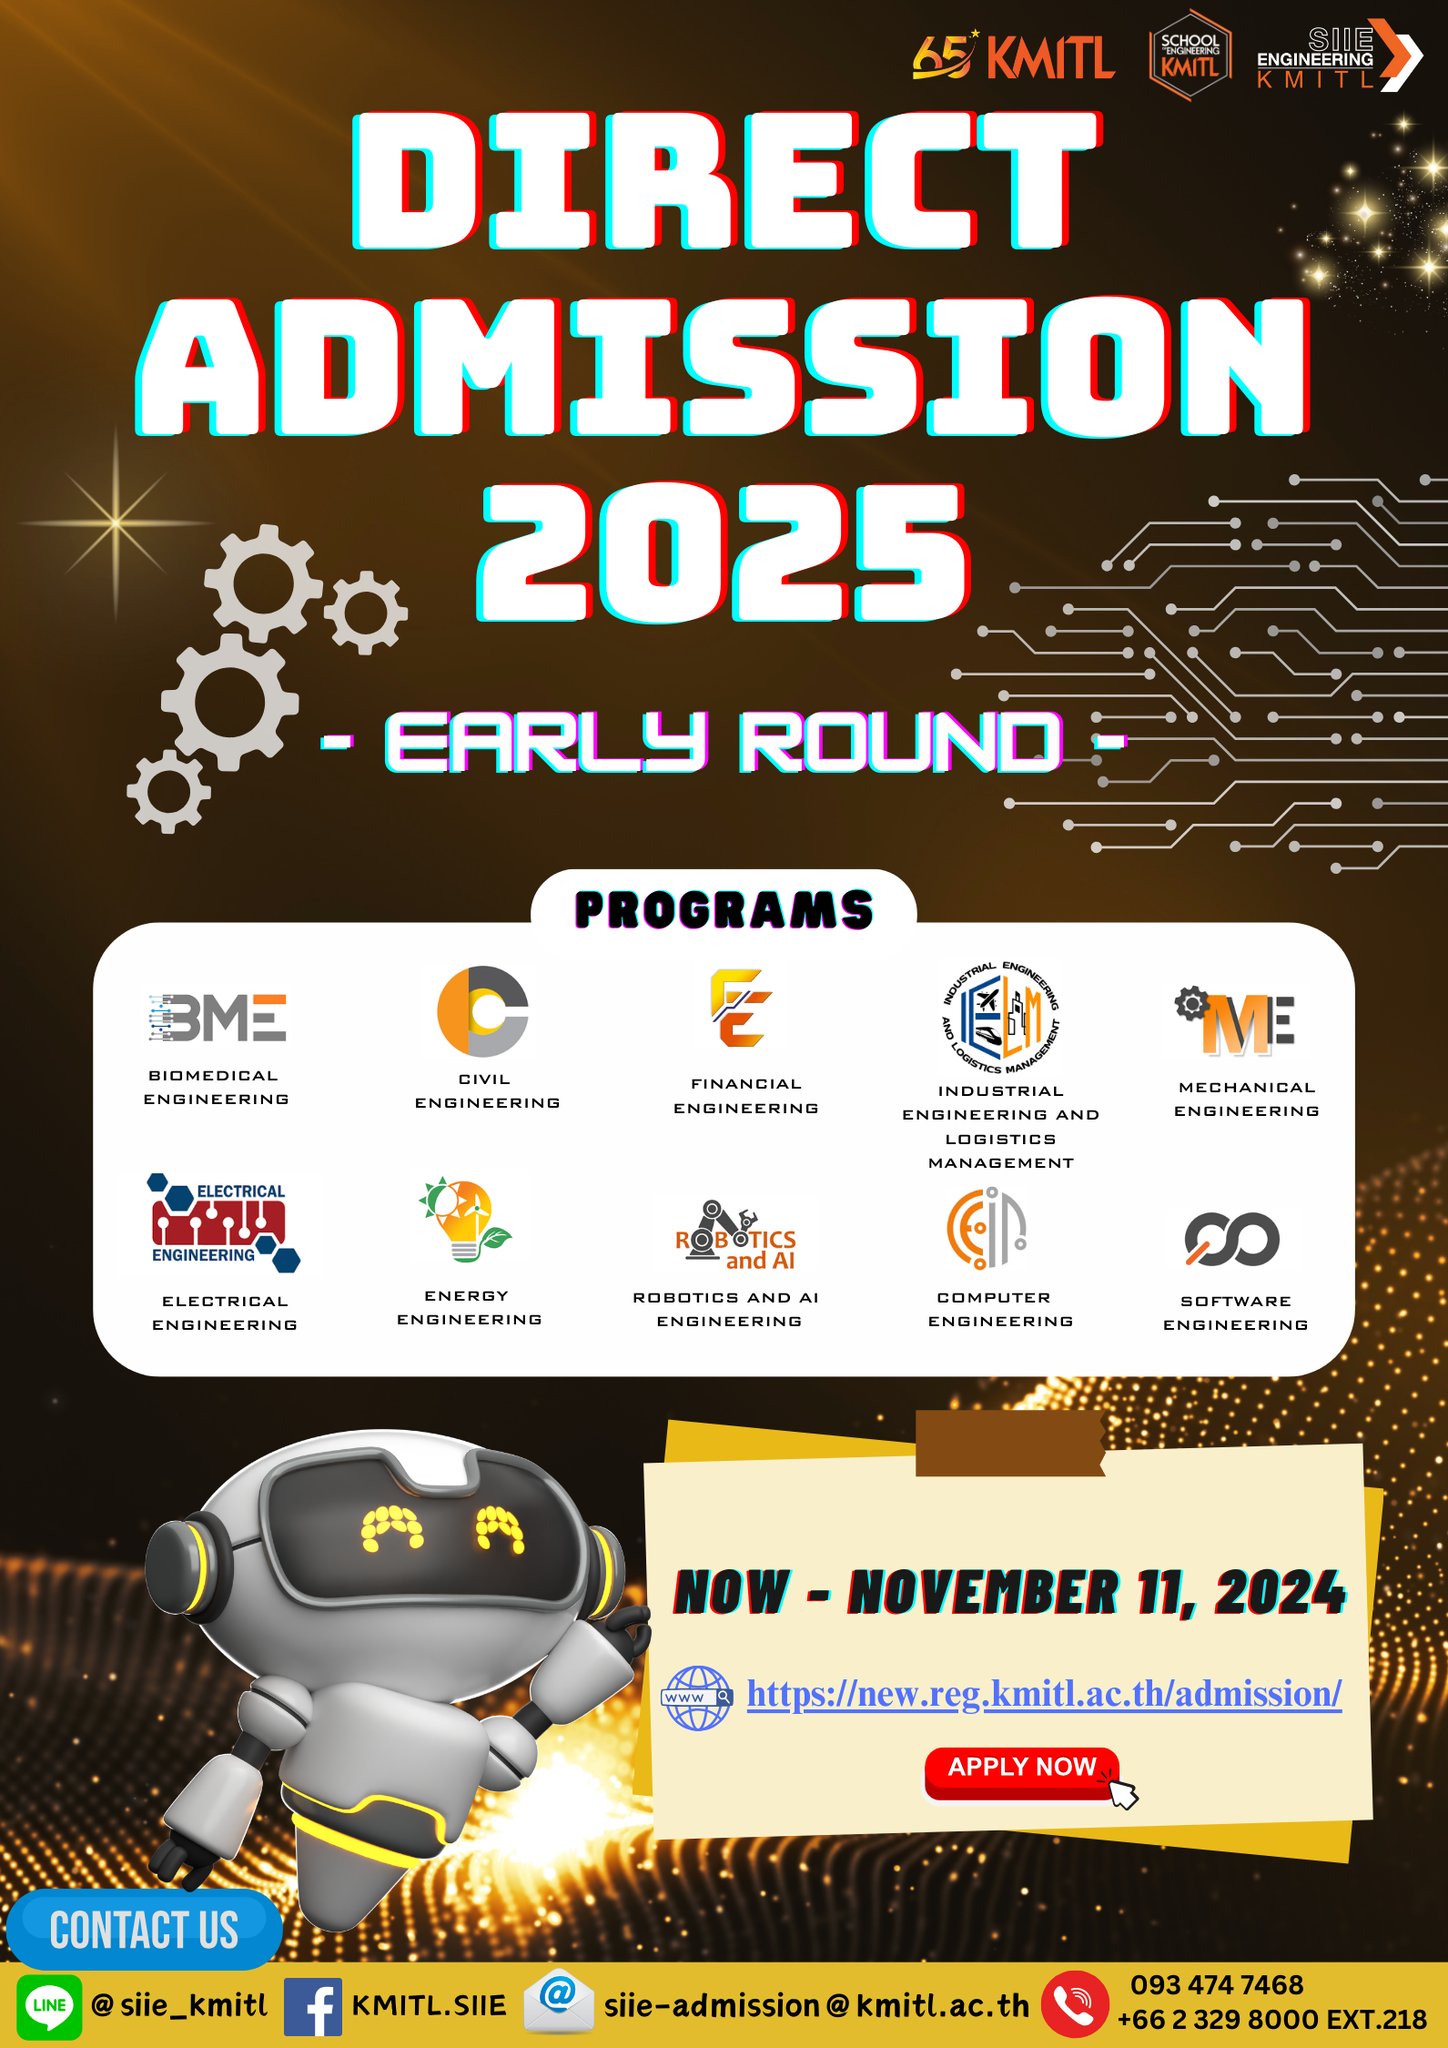 65 KMITL
SCHOOL
OF ENGINEERING
KMITL
SIIE
ENGINEERING
KMITL
DIRECT
ADMISSION
2025
- EARLY ROUND -
PROGRAMS
BME
BIOMEDICAL
ENGINEERING
CIVIL
ENGINEERING
FE
FINANCIAL
ENGINEERING
INDUSTRIAL ENGINEERING
AND LOGISTICS MANAGEMENT
IELM
INDUSTRIAL
ENGINEERING AND
LOGISTICS
MANAGEMENT
ME
MECHANICAL
ENGINEERING
ELECTRICAL
ENGINEERING
ELECTRICAL
ENGINEERING
ENERGY
ENGINEERING
ROBOTICS
and AI
ROBOTICS AND AI
ENGINEERING
COMPUTER
ENGINEERING
SOFTWARE
ENGINEERING
NOW - NOVEMBER 11, 2024
WWW
https://new.reg.kmitl.ac.th/admission/
APPLY NOW
CONTACT US
LINE
@ siie_kmitl
KMITL.SIIE
siie-admission@kmitl.ac.th
093 474 7468
+66 2 329 8000 EXT.218